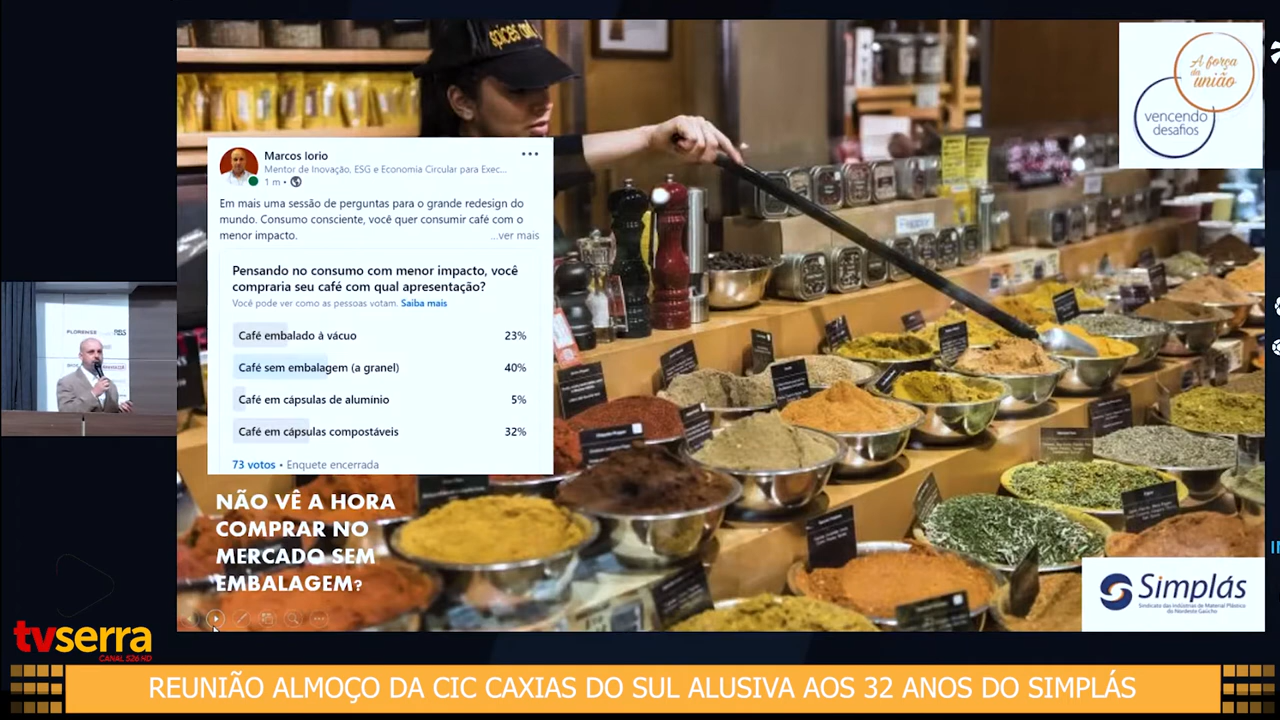 spices and
A força
da
união
vencendo
desafios
Marcos Iorio
Mentor de Inovação, ESG e Economia Circular para Exec...
1 m •
Em mais uma sessão de perguntas para o grande redesign do
mundo. Consumo consciente, você quer consumir café com o
menor impacto.
...ver mais
Pensando no consumo com menor impacto, você
compraria seu café com qual apresentação?
Você pode ver como as pessoas votam. Saiba mais
Café embalado à vácuo 23%
Café sem embalagem (a granel) 40%
Café em cápsulas de aluminio 5%
Café em cápsulas compostáveis 32%
73 votos • Enquete encerrada
NÃO VÊ A HORA
COMPRAR NO
MERCADO SEM
EMBALAGEM?
FLORENSE
Simplás
Sindicato das Indústrias de Material Plástico
do Nordeste Gaúcho
tvserra
CANAL 526 HD
REUNIÃO ALMOÇO DA CIC CAXIAS DO SUL ALUSIVA AOS 32 ANOS DO SIMPLÁS